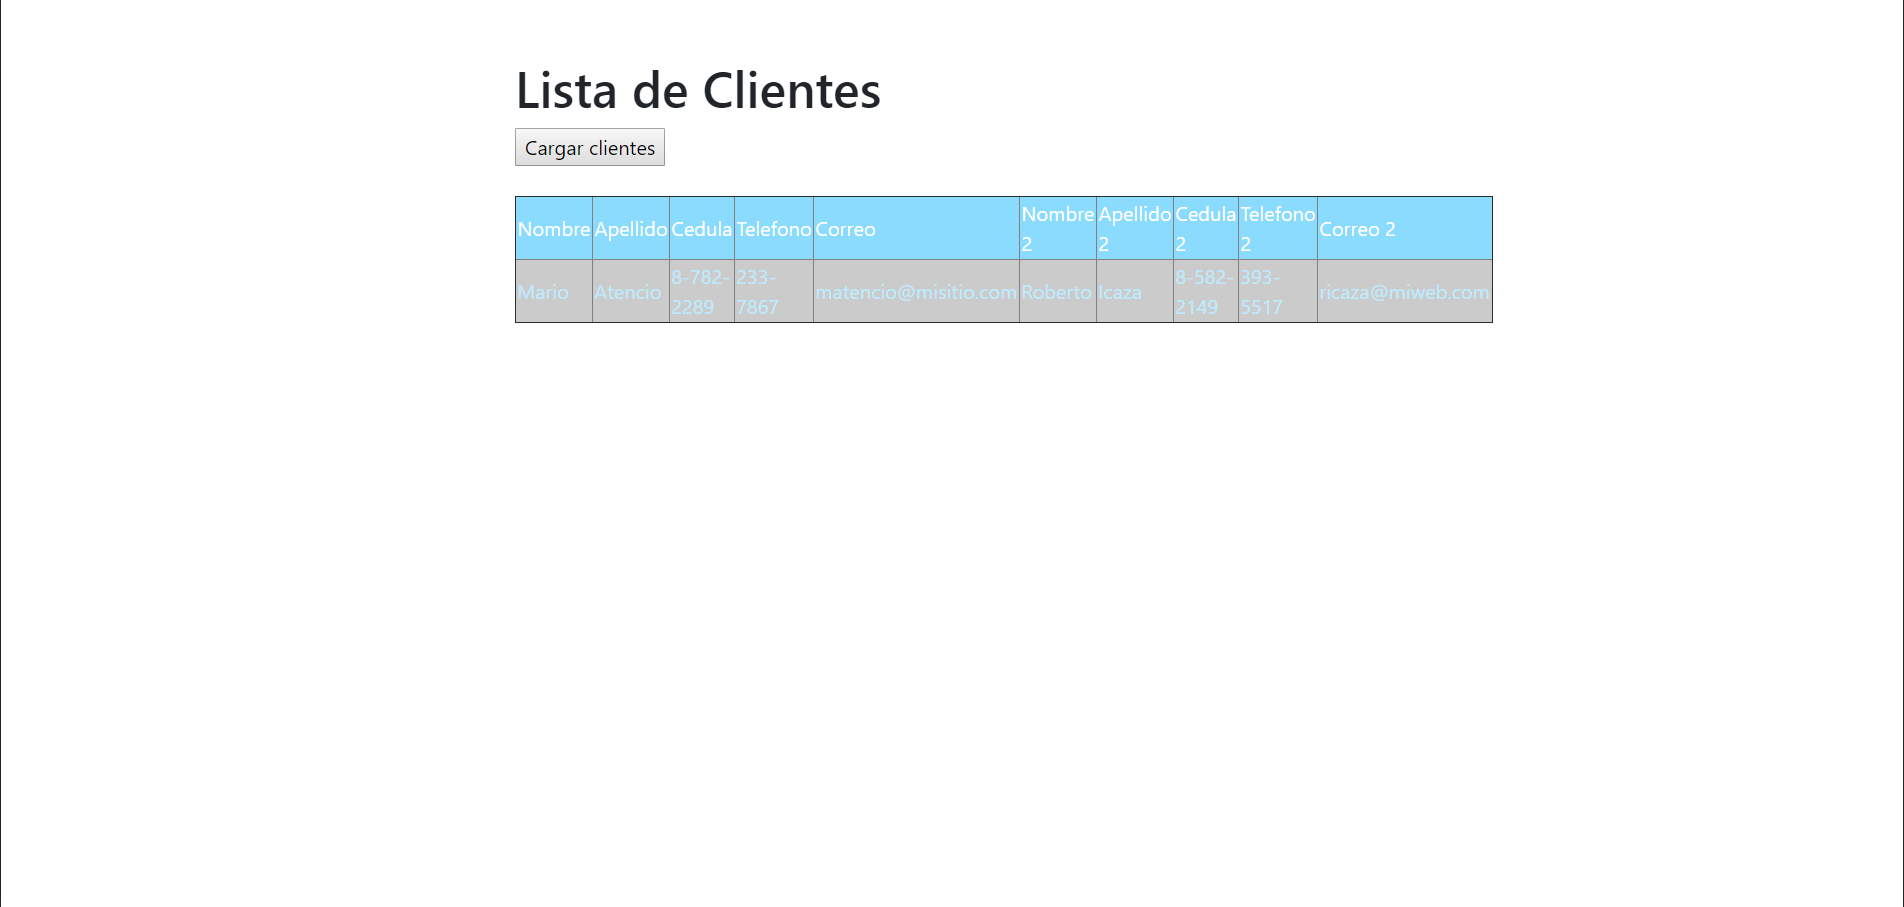 Lista de Clientes
Cargar clientes
Nombre Apellido Cedula Telefono Correo Nombre 2 Apellido 2 Cedula 2 Telefono 2 Correo 2
Mario Atencio 8-782-2289 233-7867 matencio@misitio.com Roberto Icaza 8-582-2149 393-5517 ricaza@miweb.com